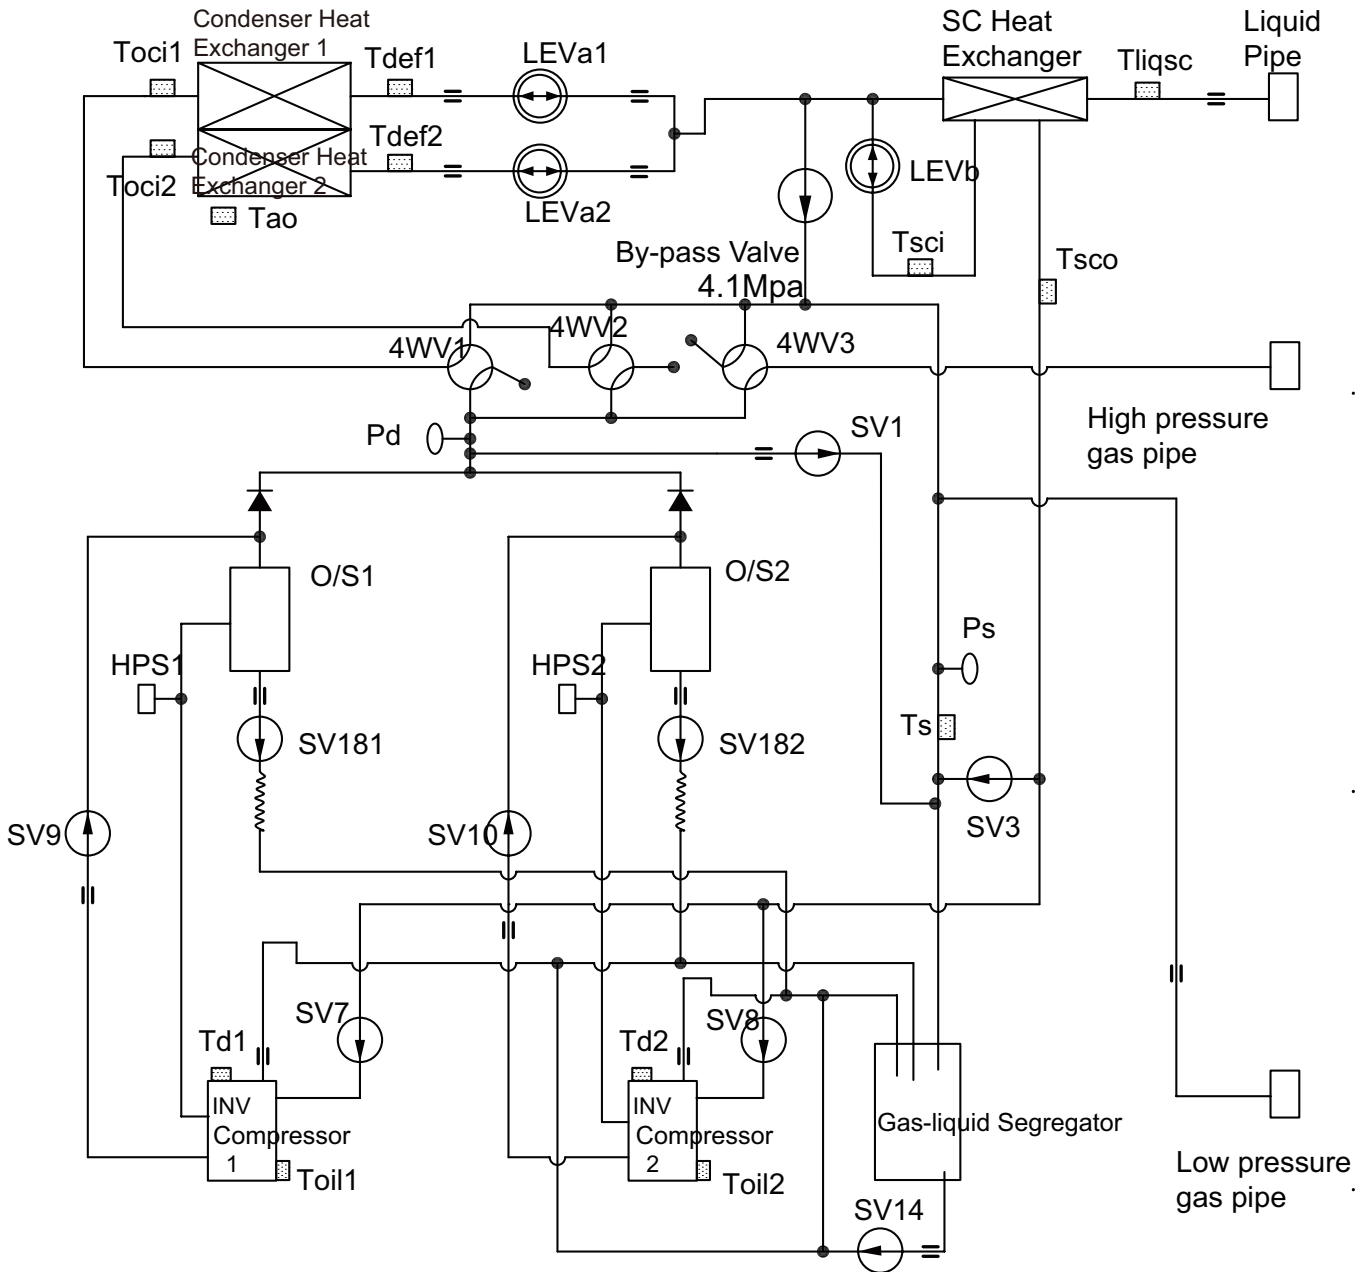 Condenser Heat
Exchanger 1
SC Heat
Exchanger
Liquid
Pipe
Toci1
Tdef1
LEVa1
Tliqsc
Tdef2
Condenser Heat
Exchanger 2
Toci2
LEVa2
LEVb
Tao
By-pass Valve
4.1Mpa
Tsci
Tsco
4WV1
4WV2
4WV3
High pressure
gas pipe
Pd
SV1
O/S1
O/S2
HPS1
HPS2
Ps
Ts
SV181
SV182
SV9
SV10
SV3
SV7
SV8
Td1
Td2
INV
Compressor
1
INV
Compressor
2
Gas-liquid Segregator
Toil1
Toil2
Low pressure
gas pipe
SV14